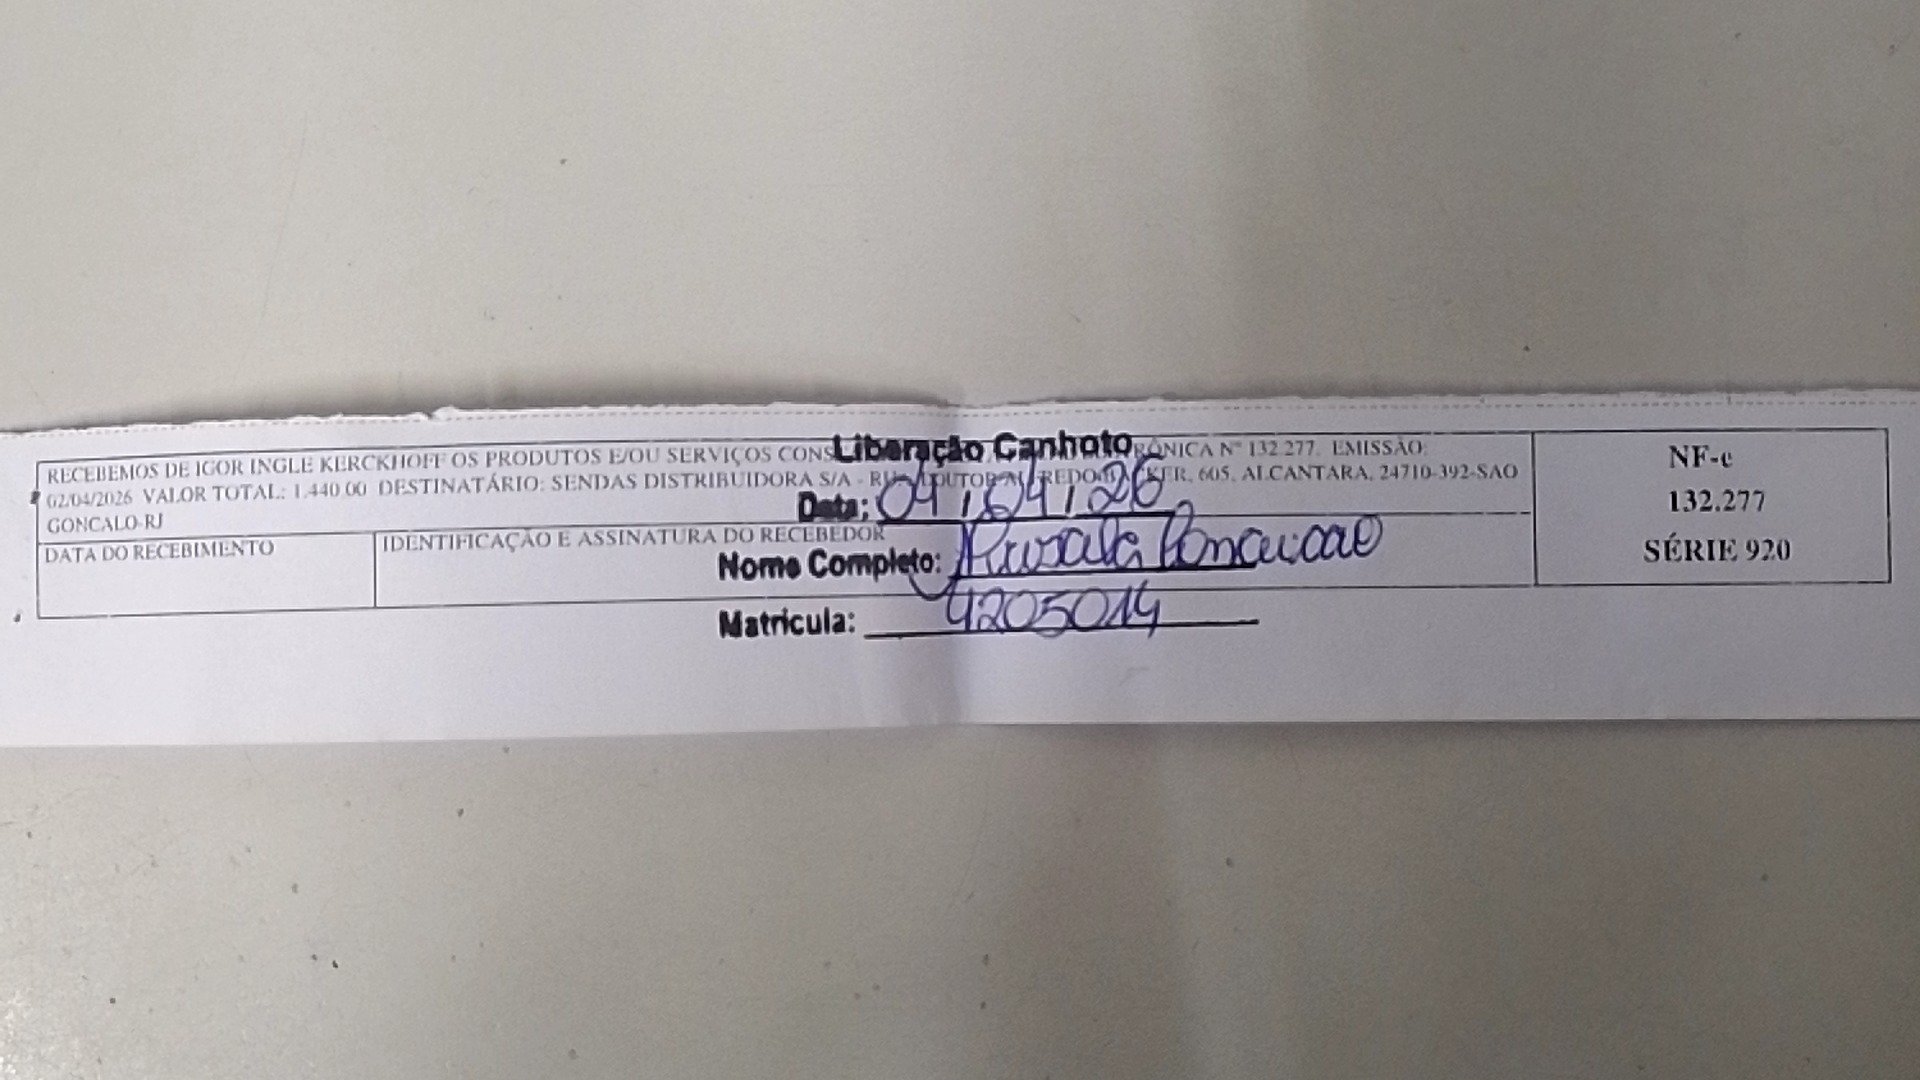 RECEBEMOS DE IGOR INGLE KERCKHOFF OS PRODUTOS E/OU SERVIÇOS CONS RÔNICA Nº 132.277. EMISSÃO:
02/04/2026 VALOR TOTAL: 1.440.00 DESTINATÁRIO: SENDAS DISTRIBUIDORA S/A - 605, ALCANTARA, 24710-392-SAO
GONCALO-RJ
DATA DO RECEBIMENTO
IDENTIFICAÇÃO E ASSINATURA DO RECEBEDOR
Liberação Canhoto
Data: 04/04/26
Nome Completo:
Matricula: 4205014
NF-e
132.277
SÉRIE 920